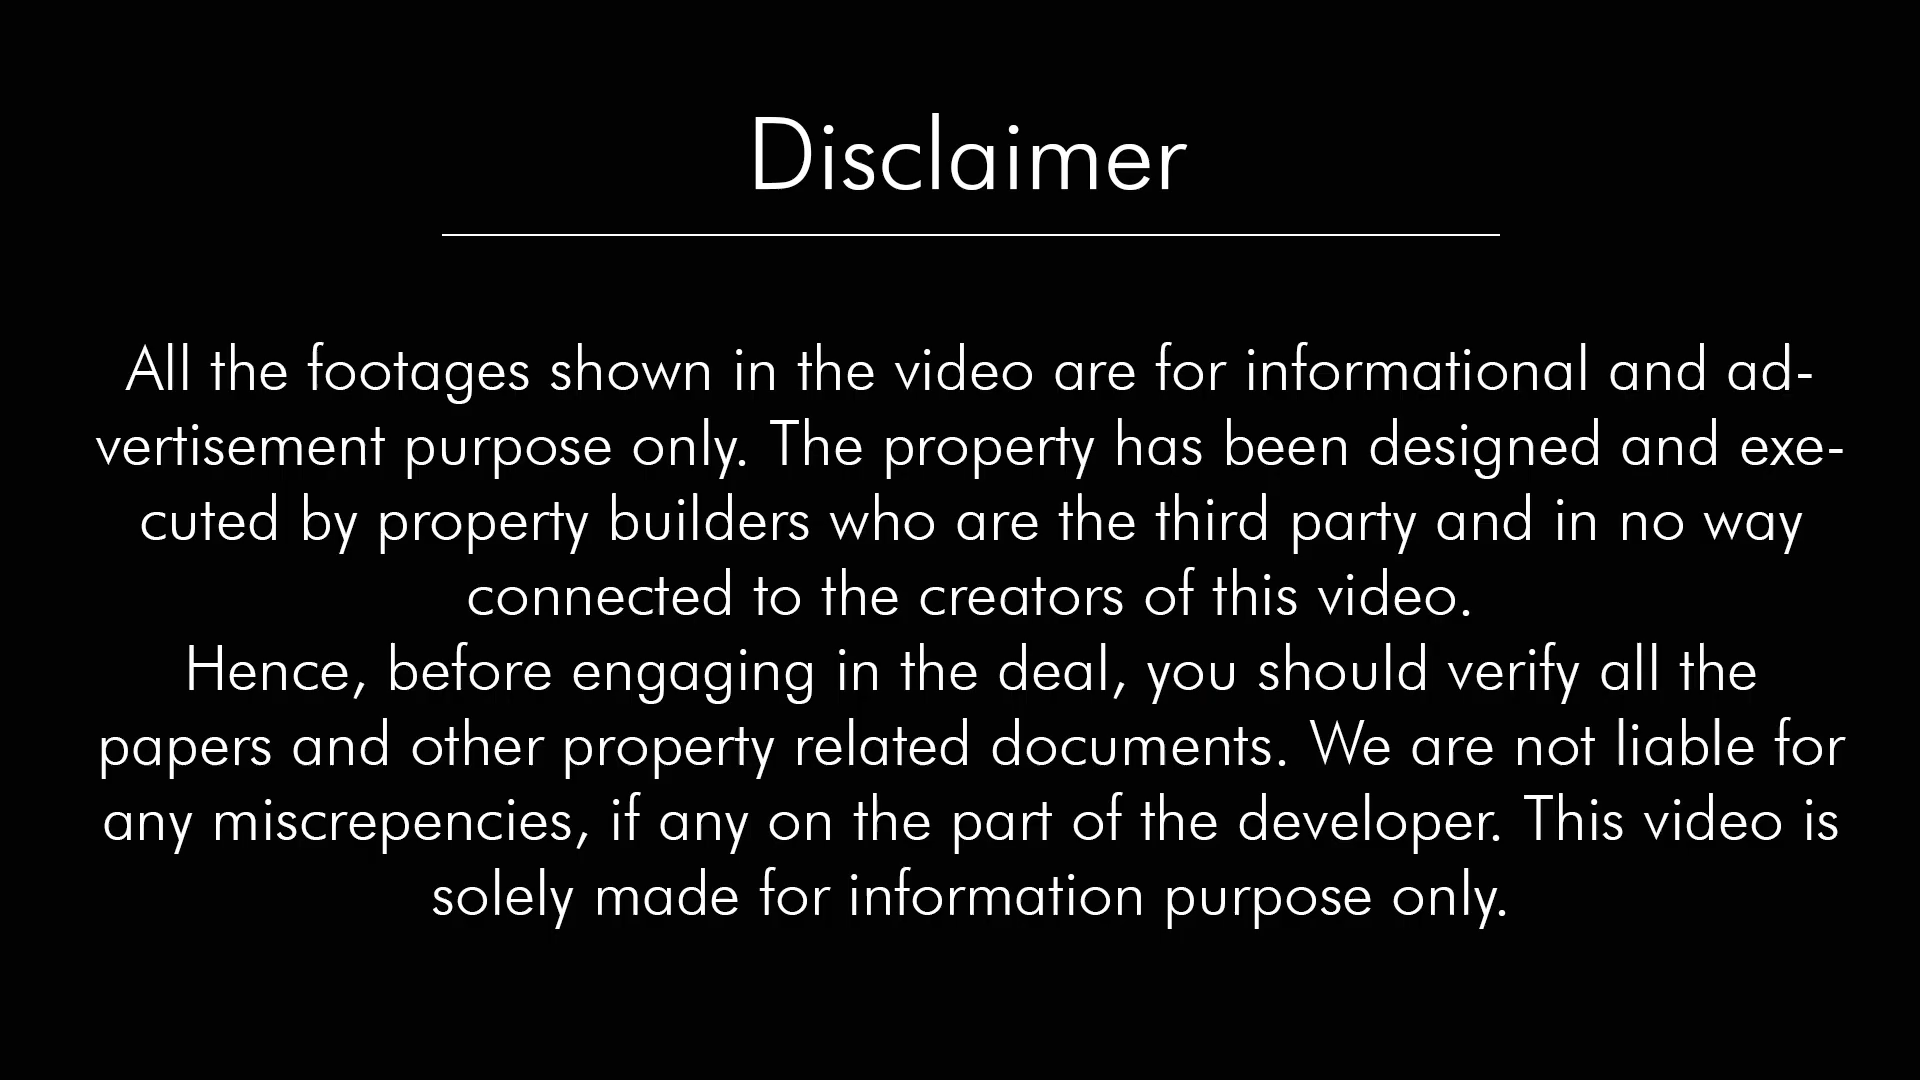 Disclaimer
All the footages shown in the video are for informational and ad-
vertisement purpose only. The property has been designed and exe-
cuted by property builders who are the third party and in no way
connected to the creators of this video.
Hence, before engaging in the deal, you should verify all the
papers and other property related documents. We are not liable for
any miscrepencies, if any on the part of the developer. This video is
solely made for information purpose only.